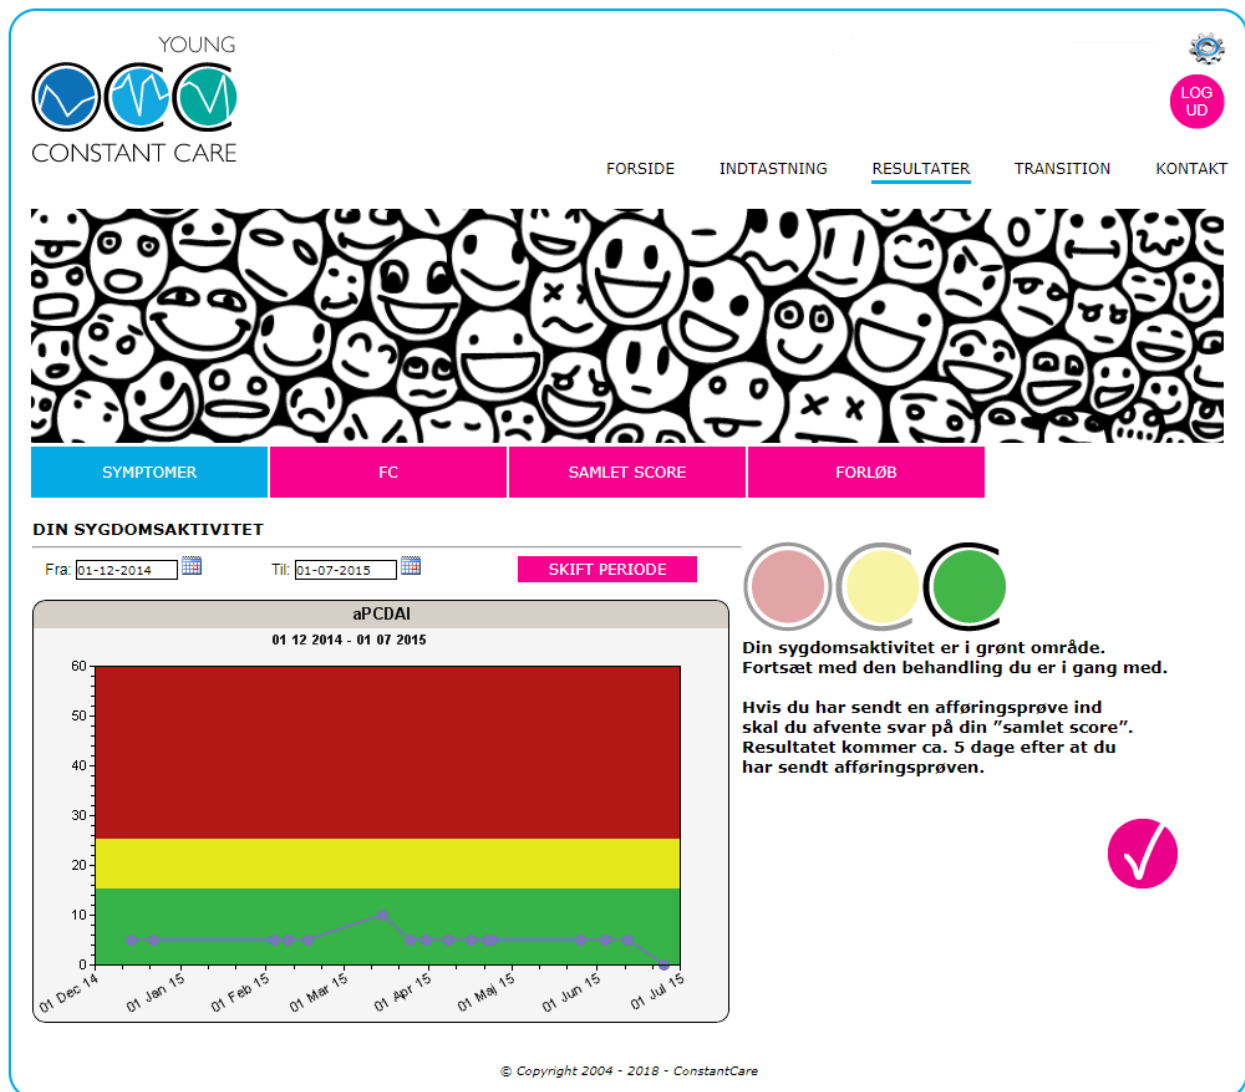 YOUNG
CONSTANT CARE
LOG
UD
FORSIDE INDTASTNING RESULTATER TRANSITION KONTAKT
SYMPTOMER FC SAMLET SCORE FORLØB
DIN SYGDOMSAKTIVITET
Fra: 01-12-2014 Til: 01-07-2015 SKIFT PERIODE
aPCDAI
01 12 2014 - 01 07 2015
60
50
40
30
20
10
0
01 Dec 14 01 Jan 15 01 Feb 15 01 Mar 15 01 Apr 15 01 Maj 15 01 Jun 15 01 Jul 15
Din sygdomsaktivitet er i grønt område.
Fortsæt med den behandling du er i gang med.
Hvis du har sendt en afføringsprøve ind
skal du afvente svar på din ”samlet score”.
Resultatet kommer ca. 5 dage efter at du
har sendt afføringsprøven.
© Copyright 2004 - 2018 - ConstantCare